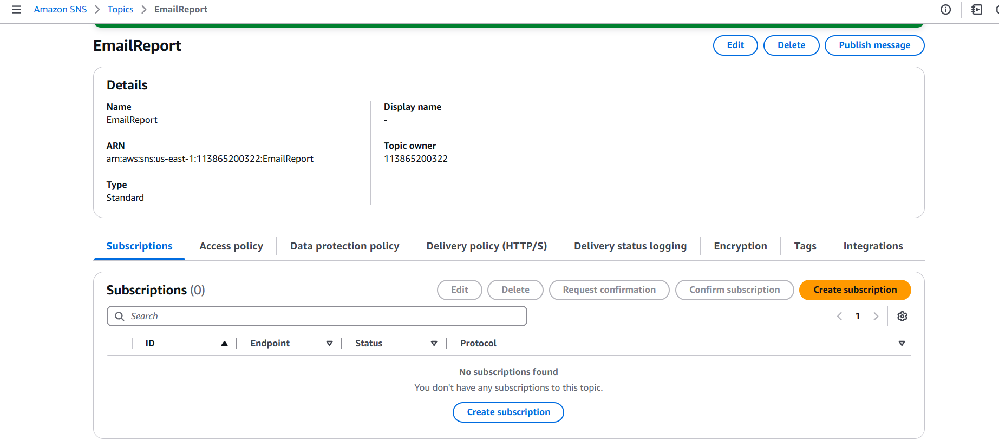 Amazon SNS > Topics > EmailReport
EmailReport
Edit Delete Publish message
Details
Name Display name
EmailReport -
ARN Topic owner
arn:aws:sns:us-east-1:113865200322:EmailReport 113865200322
Type
Standard
Subscriptions Access policy Data protection policy Delivery policy (HTTP/S) Delivery status logging Encryption Tags Integrations
Subscriptions (0) Edit Delete Request confirmation Confirm subscription Create subscription
Search 1
ID Endpoint Status Protocol
No subscriptions found
You don't have any subscriptions to this topic.
Create subscription